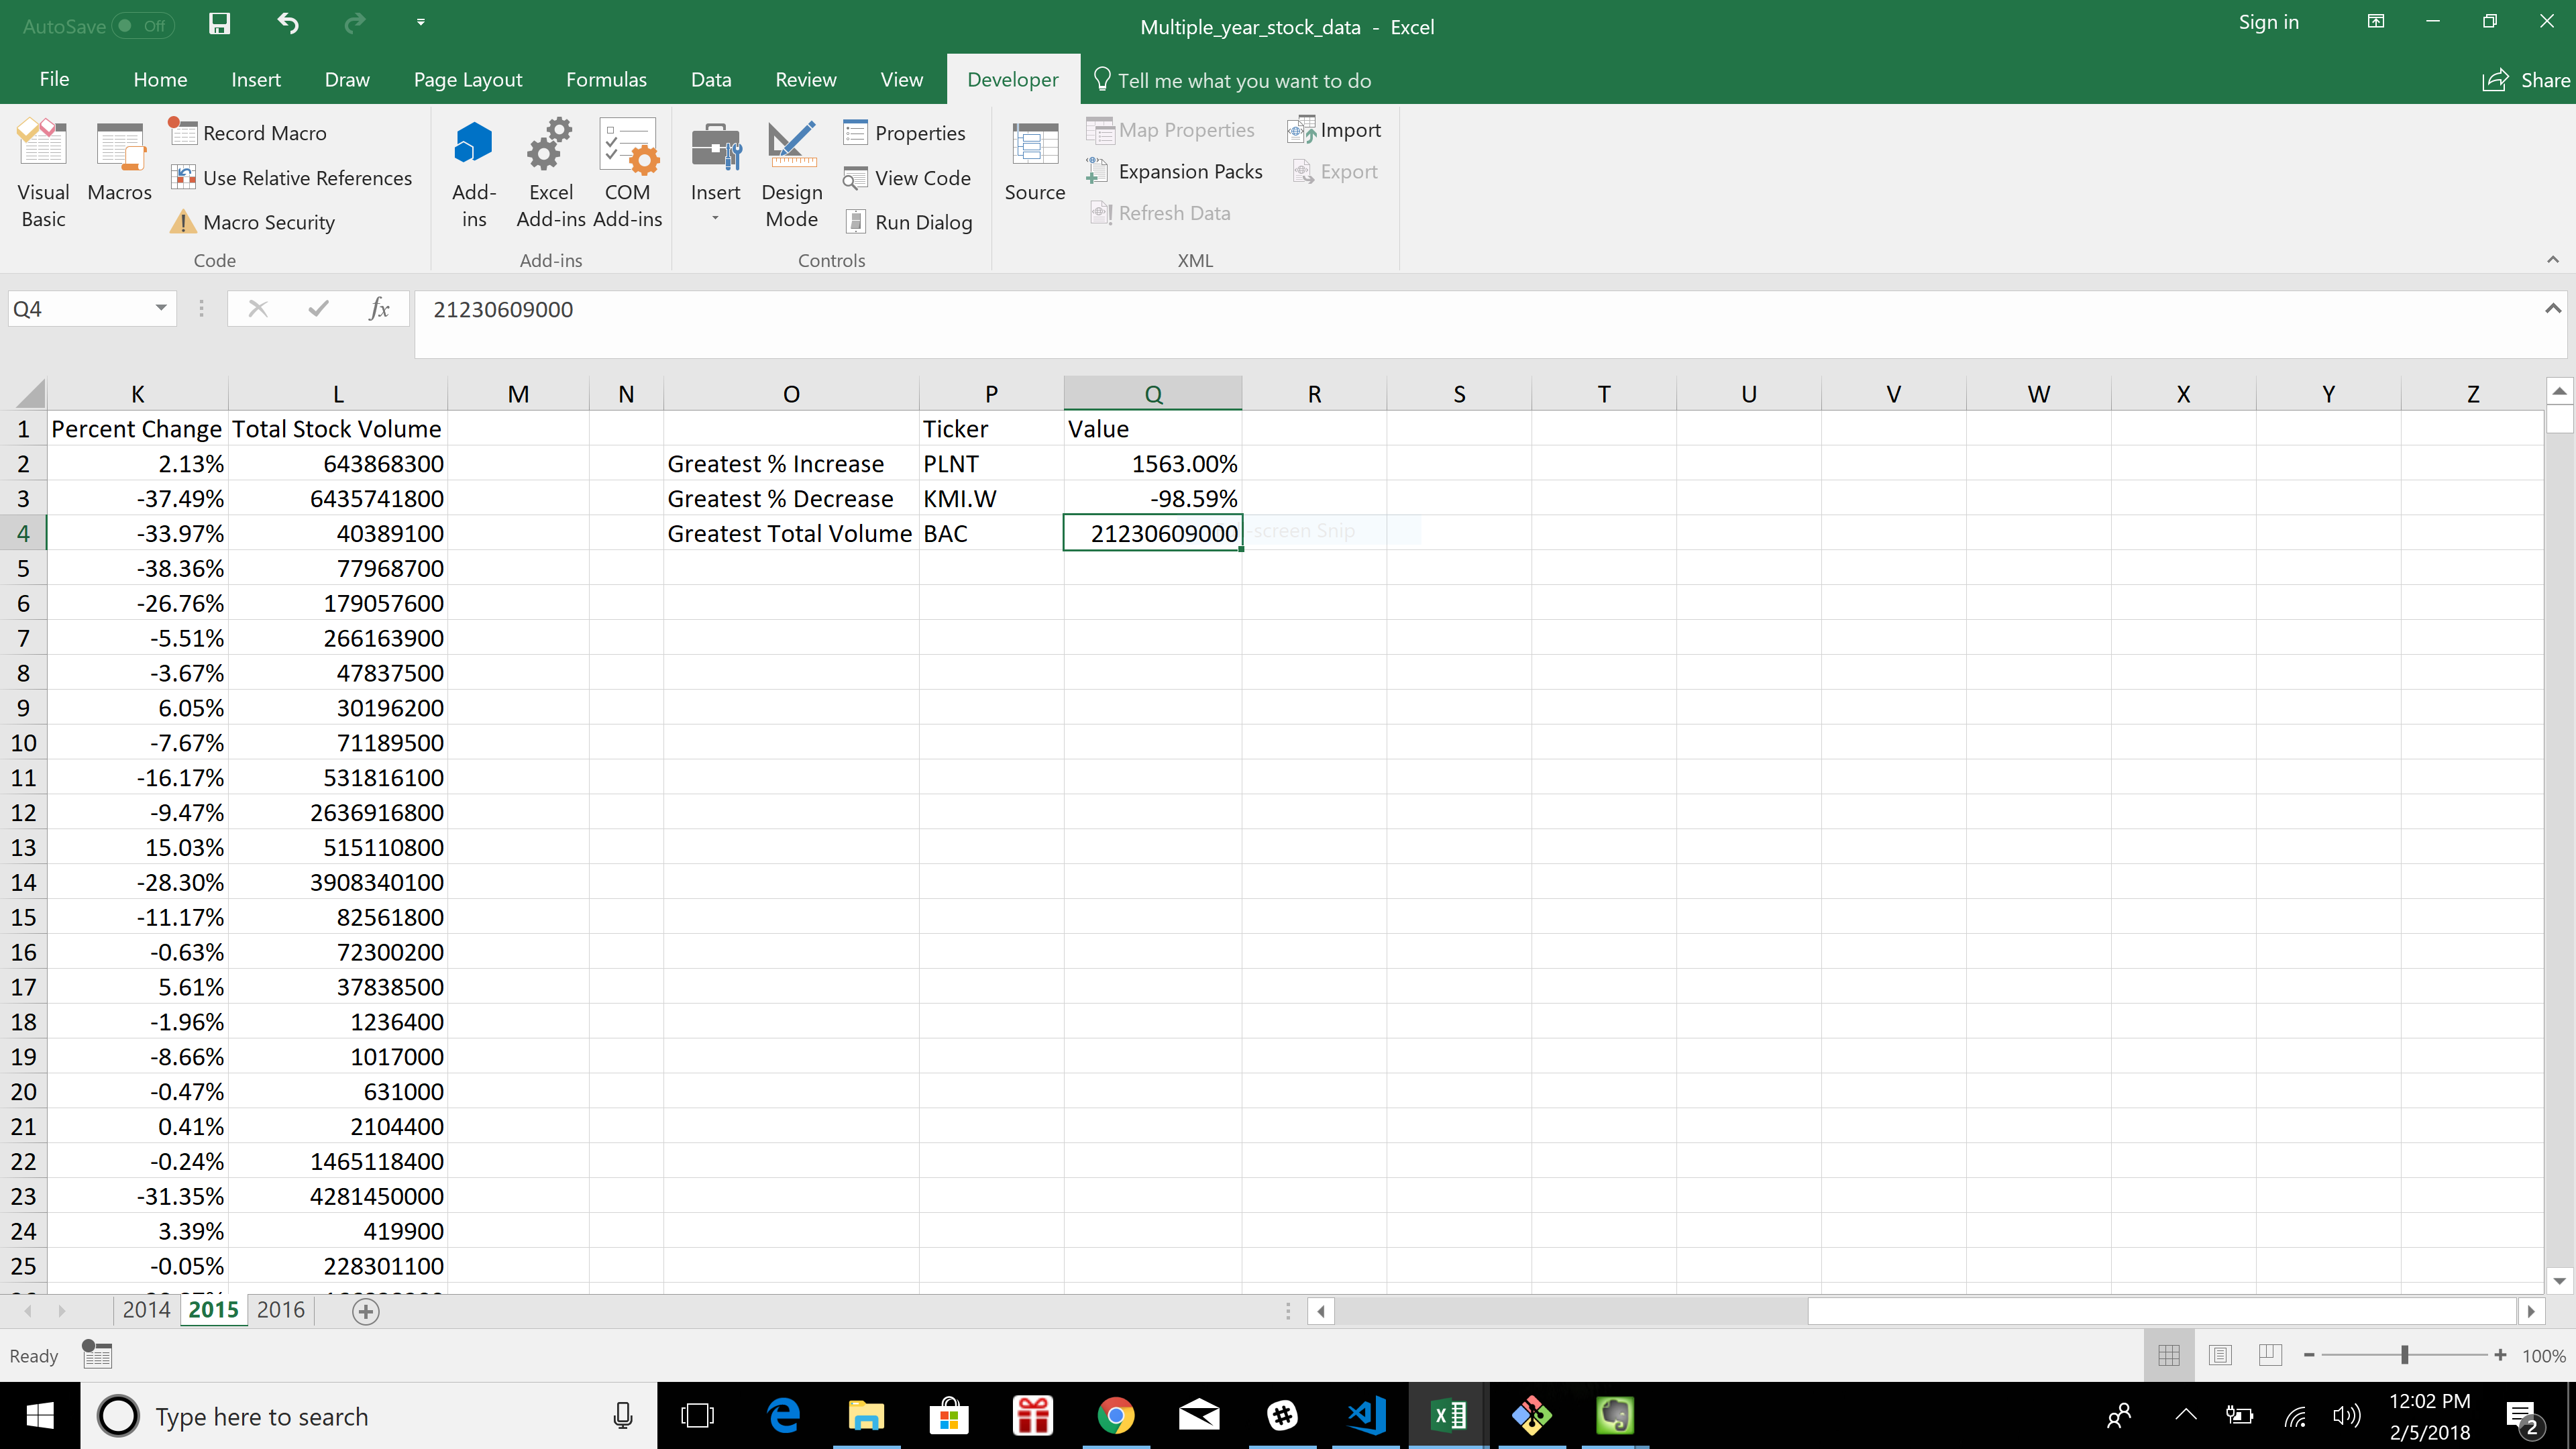 AutoSave Off
Multiple_year_stock_data - Excel
Sign in
File Home Insert Draw Page Layout Formulas Data Review View Developer Tell me what you want to do Share
Visual Basic
Macros
Record Macro
Use Relative References
Macro Security
Code
Add-ins
Excel Add-ins
COM Add-ins
Add-ins
Insert
Design Mode
Properties
View Code
Run Dialog
Controls
Source
Map Properties
Expansion Packs
Refresh Data
Import
Export
XML
Q4 fx 21230609000
K L M N O P Q R S T U V W X Y Z
1 Percent Change Total Stock Volume Ticker Value
2 2.13% 643868300 Greatest % Increase PLNT 1563.00%
3 -37.49% 6435741800 Greatest % Decrease KMI.W -98.59%
4 -33.97% 40389100 Greatest Total Volume BAC 21230609000 -screen Snip
5 -38.36% 77968700
6 -26.76% 179057600
7 -5.51% 266163900
8 -3.67% 47837500
9 6.05% 30196200
10 -7.67% 71189500
11 -16.17% 531816100
12 -9.47% 2636916800
13 15.03% 515110800
14 -28.30% 3908340100
15 -11.17% 82561800
16 -0.63% 72300200
17 5.61% 37838500
18 -1.96% 1236400
19 -8.66% 1017000
20 -0.47% 631000
21 0.41% 2104400
22 -0.24% 1465118400
23 -31.35% 4281450000
24 3.39% 419900
25 -0.05% 228301100
2014 2015 2016
Ready
100%
Type here to search
12:02 PM
2/5/2018
2